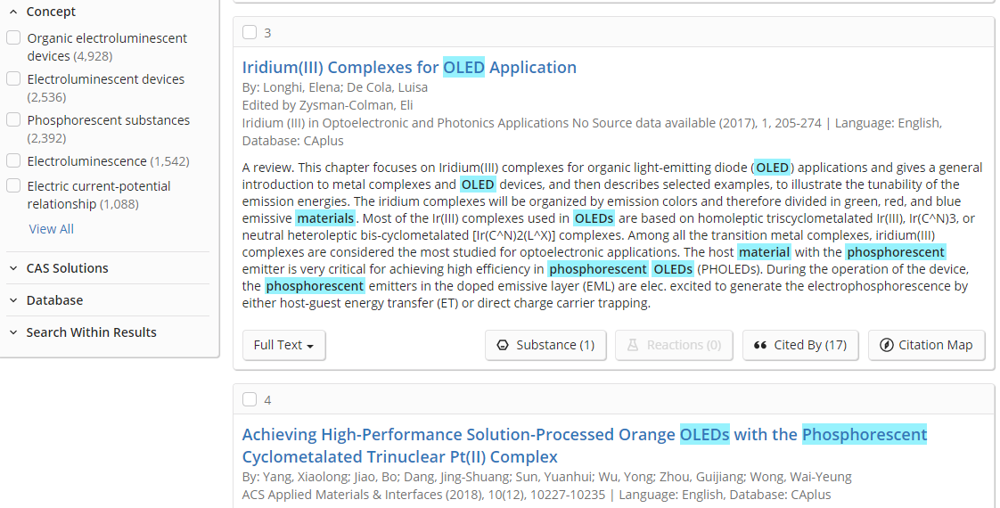 Concept
Organic electroluminescent
devices (4,928)
Electroluminescent devices
(2,536)
Phosphorescent substances
(2,392)
Electroluminescence (1,542)
Electric current-potential
relationship (1,088)
View All
CAS Solutions
Database
Search Within Results
3
Iridium(III) Complexes for OLED Application
By: Longhi, Elena; De Cola, Luisa
Edited by Zysman-Colman, Eli
Iridium (III) in Optoelectronic and Photonics Applications No Source data available (2017), 1, 205-274 | Language: English,
Database: CAplus
A review. This chapter focuses on Iridium(III) complexes for organic light-emitting diode (OLED) applications and gives a general
introduction to metal complexes and OLED devices, and then describes selected examples, to illustrate the tunability of the
emission energies. The iridium complexes will be organized by emission colors and therefore divided in green, red, and blue
emissive materials. Most of the Ir(III) complexes used in OLEDs are based on homoleptic triscyclometalated Ir(III), Ir(C^N)3, or
neutral heteroleptic bis-cyclometalated [Ir(C^N)2(L^X)] complexes. Among all the transition metal complexes, iridium(III)
complexes are considered the most studied for optoelectronic applications. The host material with the phosphorescent
emitter is very critical for achieving high efficiency in phosphorescent OLEDs (PHOLEDs). During the operation of the device,
the phosphorescent emitters in the doped emissive layer (EML) are elec. excited to generate the electrophosphorescence by
either host-guest energy transfer (ET) or direct charge carrier trapping.
Full Text
Substance (1)
Reactions (0)
Cited By (17)
Citation Map
4
Achieving High-Performance Solution-Processed Orange OLEDs with the Phosphorescent
Cyclometalated Trinuclear Pt(II) Complex
By: Yang, Xiaolong; Jiao, Bo; Dang, Jing-Shuang; Sun, Yuanhui; Wu, Yong; Zhou, Guijiang; Wong, Wai-Yeung
ACS Applied Materials & Interfaces (2018), 10(12), 10227-10235 | Language: English, Database: CAplus